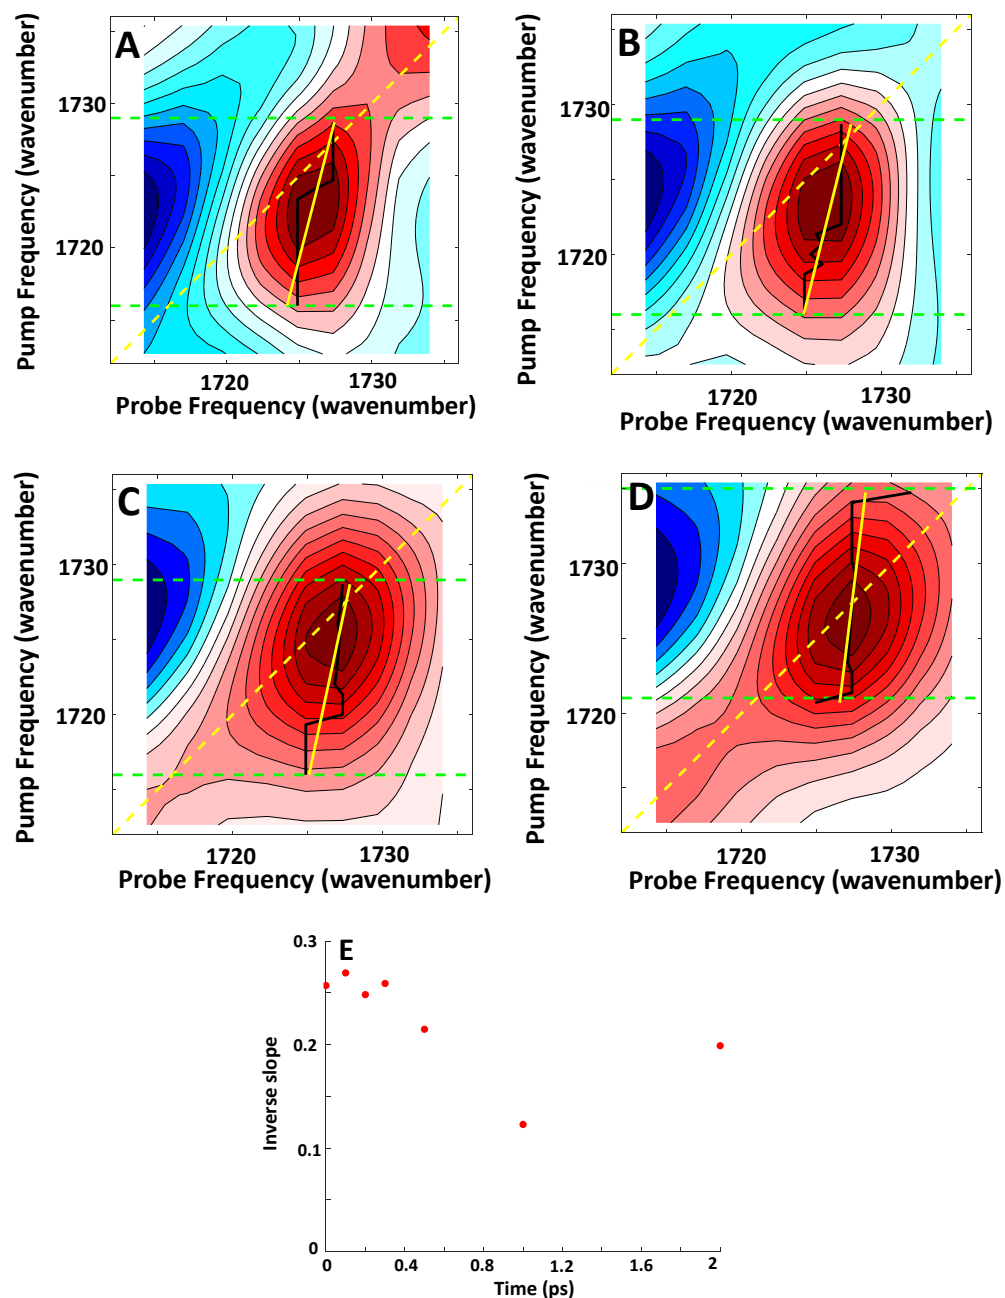 A
Pump Frequency (wavenumber)
1730
1720
1720 1730
Probe Frequency (wavenumber)
B
Pump Frequency (wavenumber)
1730
1720
1720 1730
Probe Frequency (wavenumber)
C
Pump Frequency (wavenumber)
1730
1720
1720 1730
Probe Frequency (wavenumber)
D
Pump Frequency (wavenumber)
1730
1720
1720 1730
Probe Frequency (wavenumber)
E
Inverse slope
0.3
0.2
0.1
0
0 0.4 0.8 1.2 1.6 2
Time (ps)